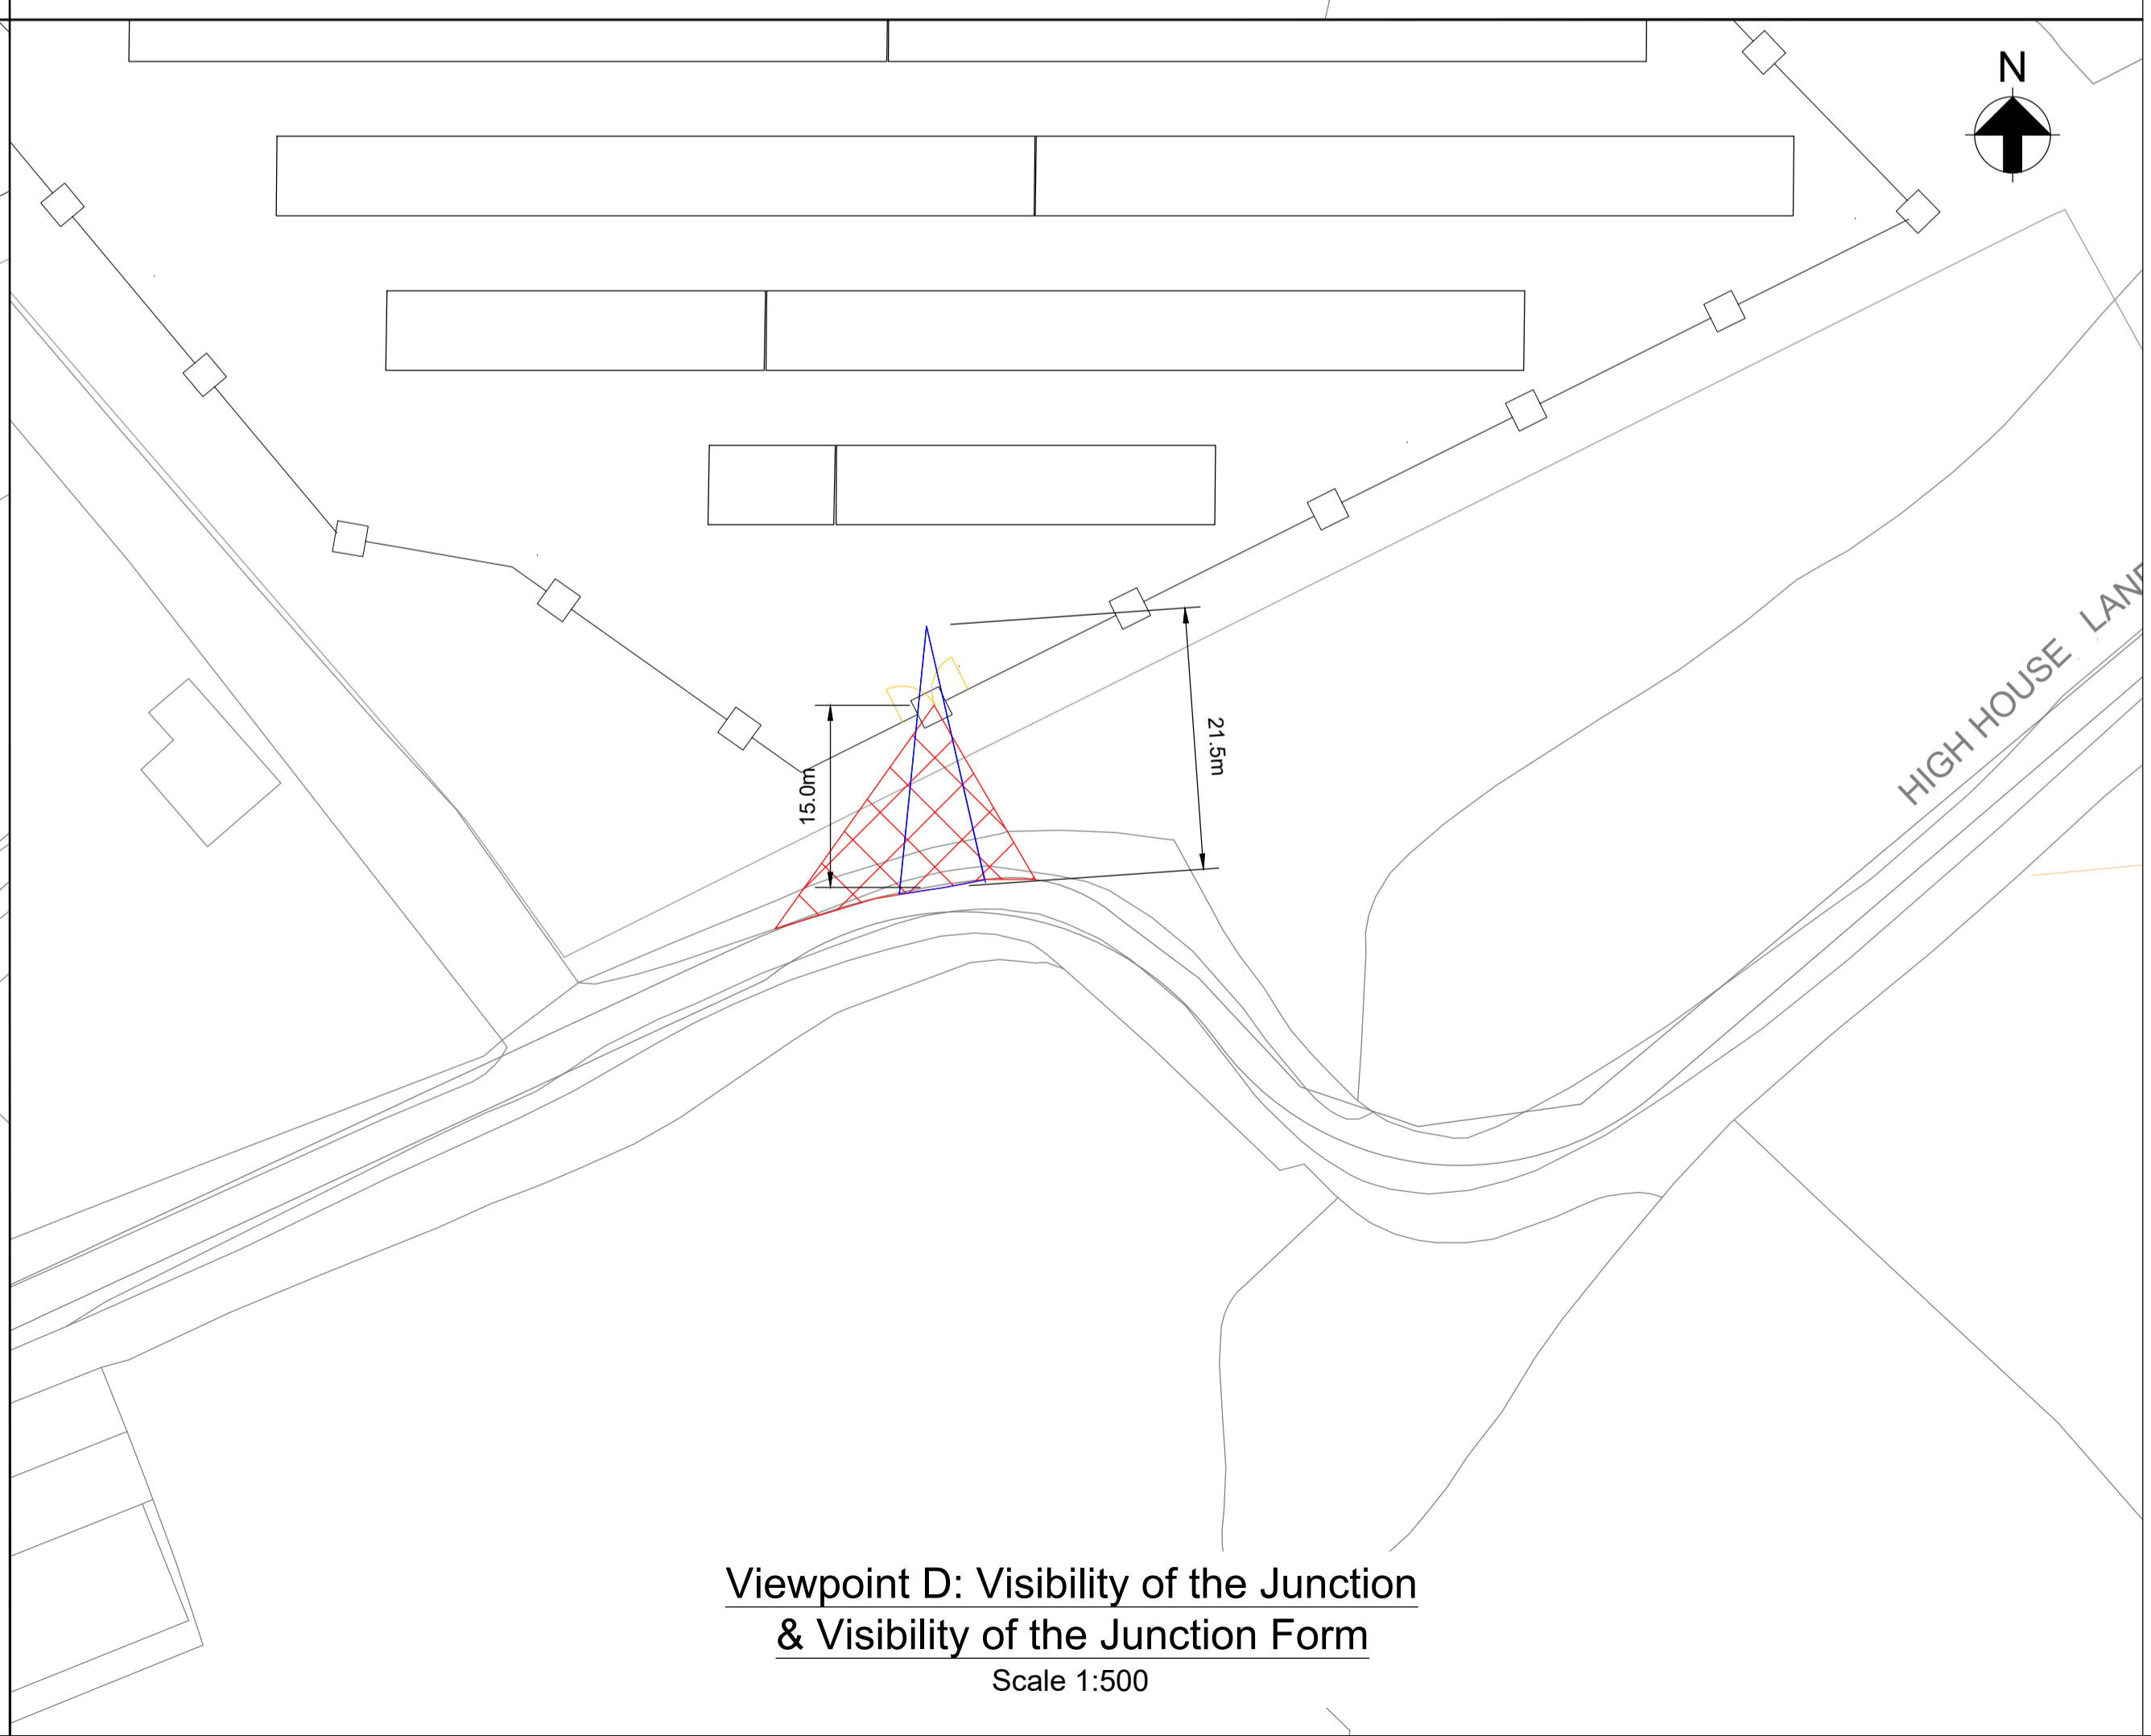 N
HIGH HOUSE LANE
21.5m
15.0m
Viewpoint D: Visibility of the Junction
& Visibility of the Junction Form
Scale 1:500